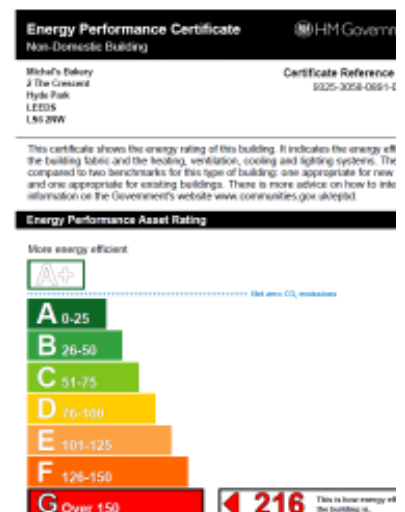 Energy Performance Certificate
HM Governm
Non-Domestic Building
Michal's Bakery
2 The Crescent
Hyde Park
LEEDS
LS6 2NW
Certificate Reference
This certificate shows the energy rating of this building. It indicates the energy eff
the building fabric and the heating, ventilation, cooling and lighting systems. The
compared to two benchmarks for this type of building: one appropriate for new
and one appropriate for existing buildings. There is more advice on how to inte
information on the Government's website www.communities.gov.uk/epbd.
Energy Performance Asset Rating
More energy efficient
A+
Net zero CO₂ emissions
A 0-25
B 26-50
C 51-75
D 76-100
E 101-125
F 126-150
G Over 150
216
This is how energy eff
the building is.